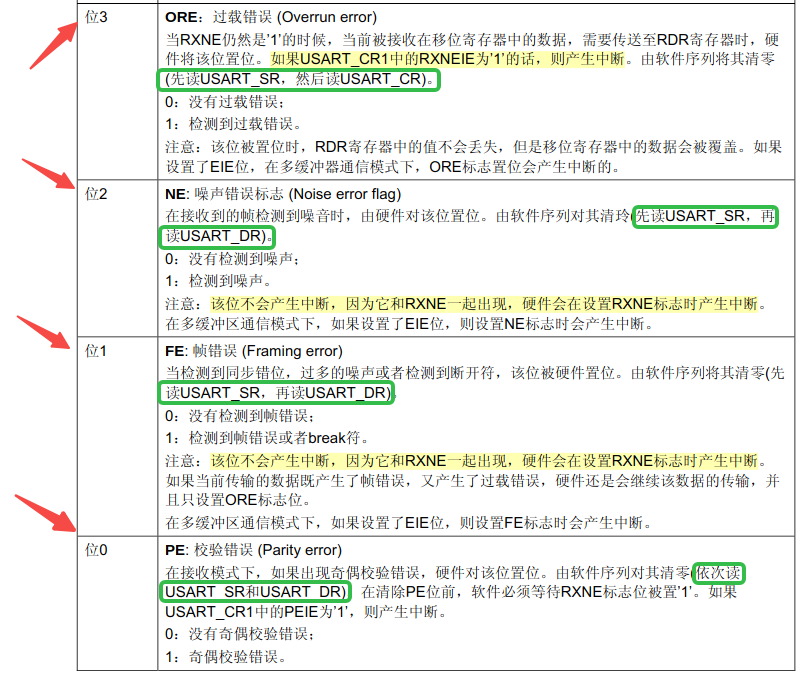 位3
ORE：过载错误 (Overrun error)
当RXNE仍然是'1'的时候，当前被接收在移位寄存器中的数据，需要传送至RDR寄存器时，硬
件将该位置位。如果USART_CR1中的RXNEIE为'1'的话，则产生中断。由软件序列将其清零
(先读USART_SR，然后读USART_CR)。
0：没有过载错误；
1：检测到过载错误。
注意：该位被置位时，RDR寄存器中的值不会丢失，但是移位寄存器中的数据会被覆盖。如果
设置了EIE位，在多缓冲器通信模式下，ORE标志置位会产生中断的。
位2
NE: 噪声错误标志 (Noise error flag)
在接收到的帧检测到噪音时，由硬件对该位置位。由软件序列对其清玲(先读USART_SR，再
读USART_DR)。
0：没有检测到噪声；
1：检测到噪声。
注意：该位不会产生中断，因为它和RXNE一起出现，硬件会在设置RXNE标志时产生中断。
在多缓冲区通信模式下，如果设置了EIE位，则设置NE标志时会产生中断。
位1
FE: 帧错误 (Framing error)
当检测到同步错位，过多的噪声或者检测到断开符，该位被硬件置位。由软件序列将其清零(先
读USART_SR，再读USART_DR)。
0：没有检测到帧错误；
1：检测到帧错误或者break符。
注意：该位不会产生中断，因为它和RXNE一起出现，硬件会在设置RXNE标志时产生中断。
如果当前传输的数据既产生了帧错误，又产生了过载错误，硬件还是会继续该数据的传输，并
且只设置ORE标志位。
在多缓冲区通信模式下，如果设置了EIE位，则设置FE标志时会产生中断。
位0
PE: 校验错误 (Parity error)
在接收模式下，如果出现奇偶校验错误，硬件对该位置位。由软件序列对其清零(依次读
USART_SR和USART_DR)。在清除PE位前，软件必须等待RXNE标志位被置'1'。如果
USART_CR1中的PEIE为'1'，则产生中断。
0：没有奇偶校验错误；
1：奇偶校验错误。